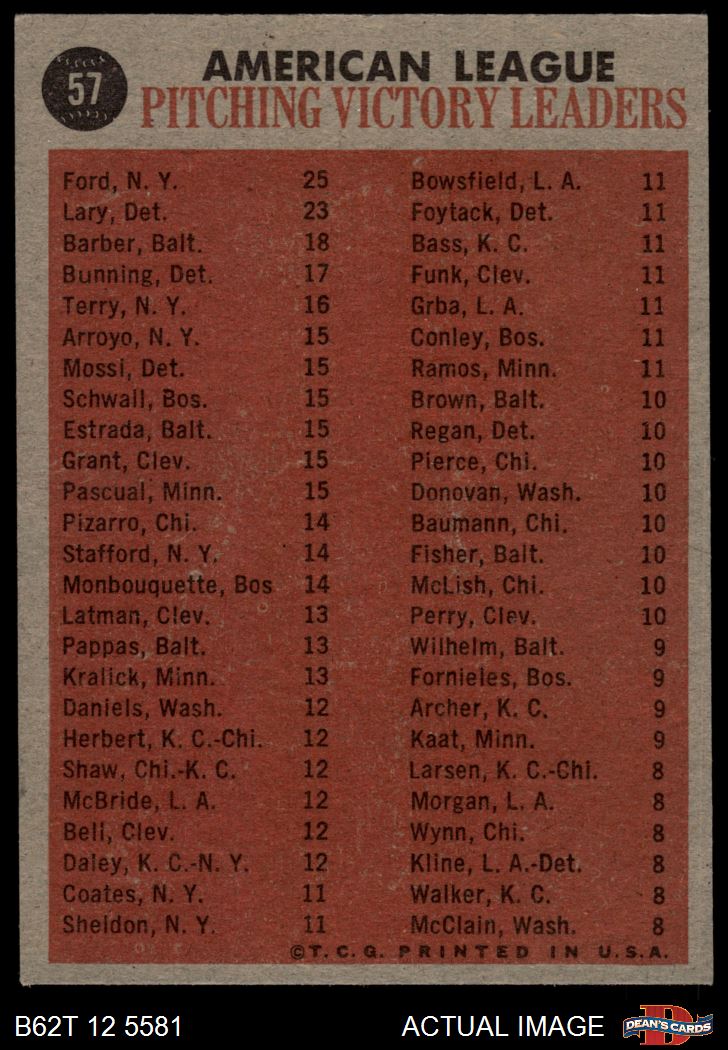 57
AMERICAN LEAGUE
PITCHING VICTORY LEADERS
Ford, N. Y. 25
Lary, Det. 23
Barber, Balt. 18
Bunning, Det. 17
Terry, N. Y. 16
Arroyo, N. Y. 15
Mossi, Det. 15
Schwall, Bos. 15
Estrada, Balt. 15
Grant, Clev. 15
Pascual, Minn. 15
Pizarro, Chi. 14
Stafford, N. Y. 14
Monbouquette, Bos 14
Latman, Clev. 13
Pappas, Balt. 13
Kralick, Minn. 13
Daniels, Wash. 12
Herbert, K. C.-Chi. 12
Shaw, Chi.-K. C. 12
McBride, L. A. 12
Bell, Clev. 12
Daley, K. C.-N. Y. 12
Coates, N. Y. 11
Sheldon, N. Y. 11
Bowsfield, L. A. 11
Foytack, Det. 11
Bass, K. C. 11
Funk, Clev. 11
Grba, L. A. 11
Conley, Bos. 11
Ramos, Minn. 11
Brown, Balt. 10
Regan, Det. 10
Pierce, Chi. 10
Donovan, Wash. 10
Baumann, Chi. 10
Fisher, Balt. 10
McLish, Chi. 10
Perry, Clev. 10
Wilhelm, Balt. 9
Fornieles, Bos. 9
Archer, K. C. 9
Kaat, Minn. 9
Larsen, K. C.-Chi. 8
Morgan, L. A. 8
Wynn, Chi. 8
Kline, L. A.-Det. 8
Walker, K. C. 8
McClain, Wash. 8
©T. C. G. PRINTED IN U.S.A.
B62T 12 5581
ACTUAL IMAGE
D
DEAN'S CARDS